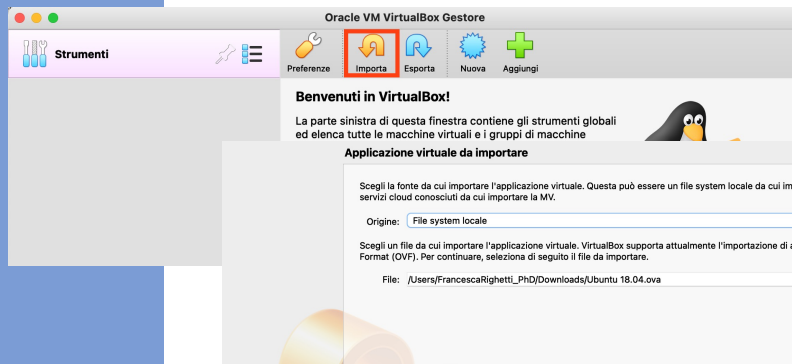 Oracle VM VirtualBox Gestore
Strumenti
Preferenze Importa Esporta Nuova Aggiungi
Benvenuti in VirtualBox!
La parte sinistra di questa finestra contiene gli strumenti globali
ed elenca tutte le macchine virtuali e i gruppi di macchine
Applicazione virtuale da importare
Scegli la fonte da cui importare l'applicazione virtuale. Questa può essere un file system locale da cui im
servizi cloud conosciuti da cui importare la MV.
Origine: File system locale
Scegli un file da cui importare l'applicazione virtuale. VirtualBox supporta attualmente l'importazione di a
Format (OVF). Per continuare, seleziona di seguito il file da importare.
File: /Users/FrancescaRighetti_PhD/Downloads/Ubuntu 18.04.ova